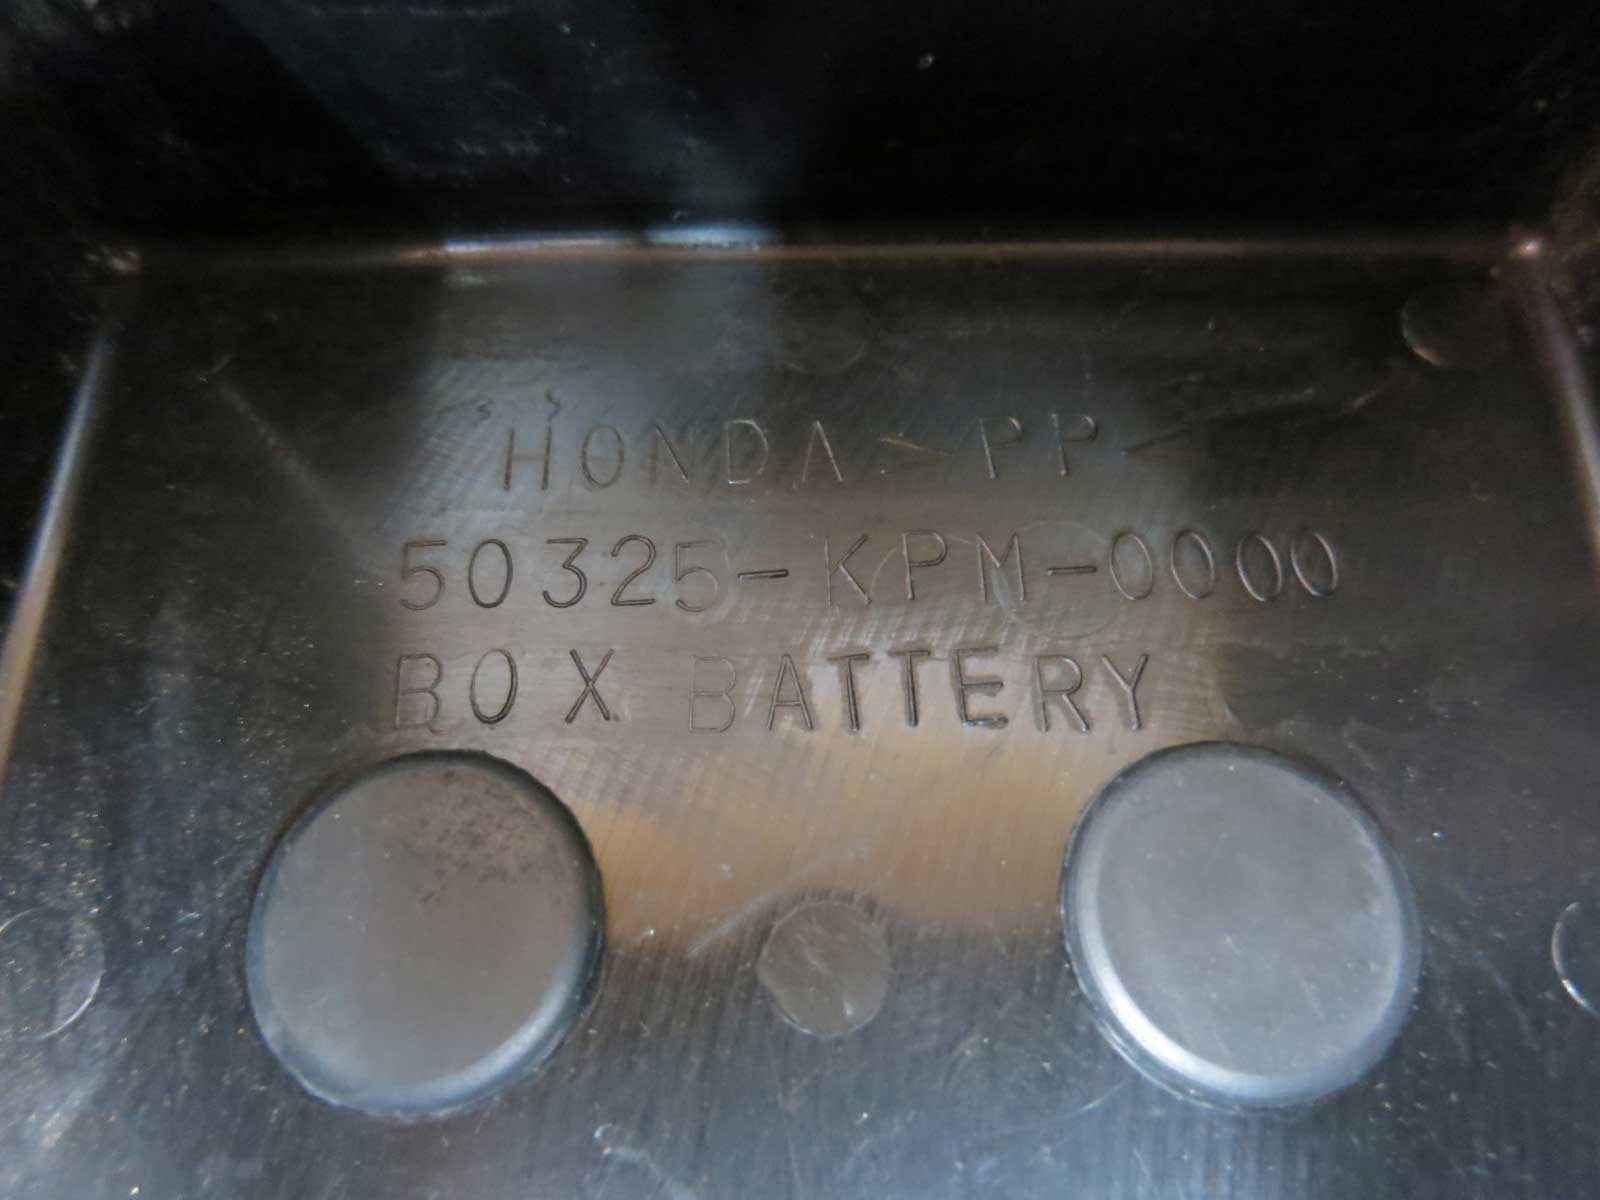 HONDA >PP<
50325-KPM-0000
BOX BATTERY